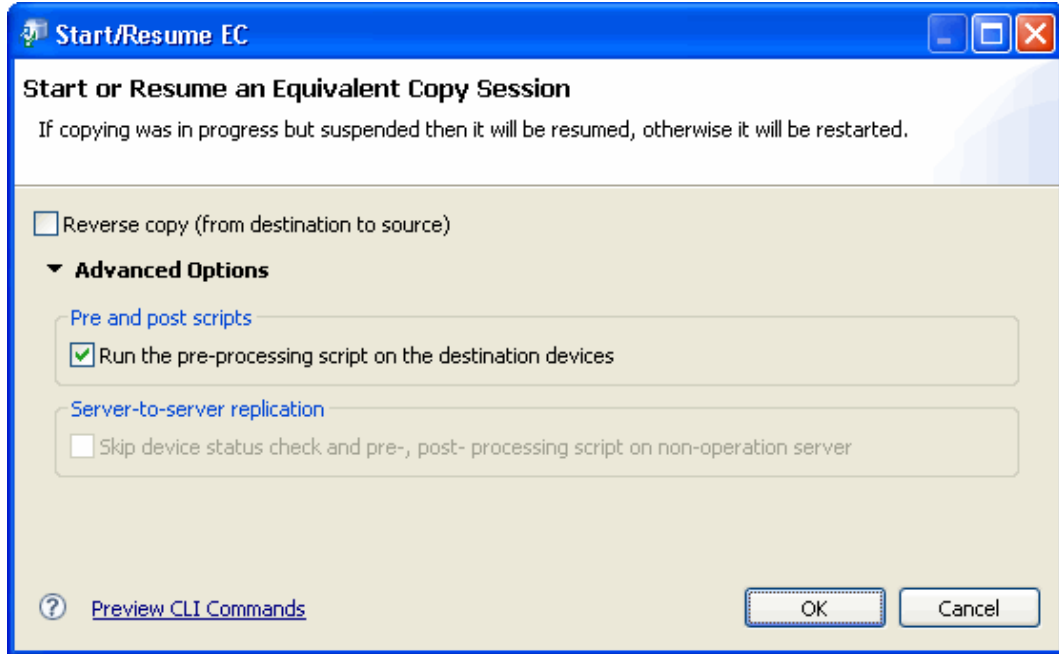 Start/Resume EC
Start or Resume an Equivalent Copy Session
If copying was in progress but suspended then it will be resumed, otherwise it will be restarted.
Reverse copy (from destination to source)
Advanced Options
Pre and post scripts
Run the pre-processing script on the destination devices
Server-to-server replication
Skip device status check and pre-, post- processing script on non-operation server
? Preview CLI Commands OK Cancel